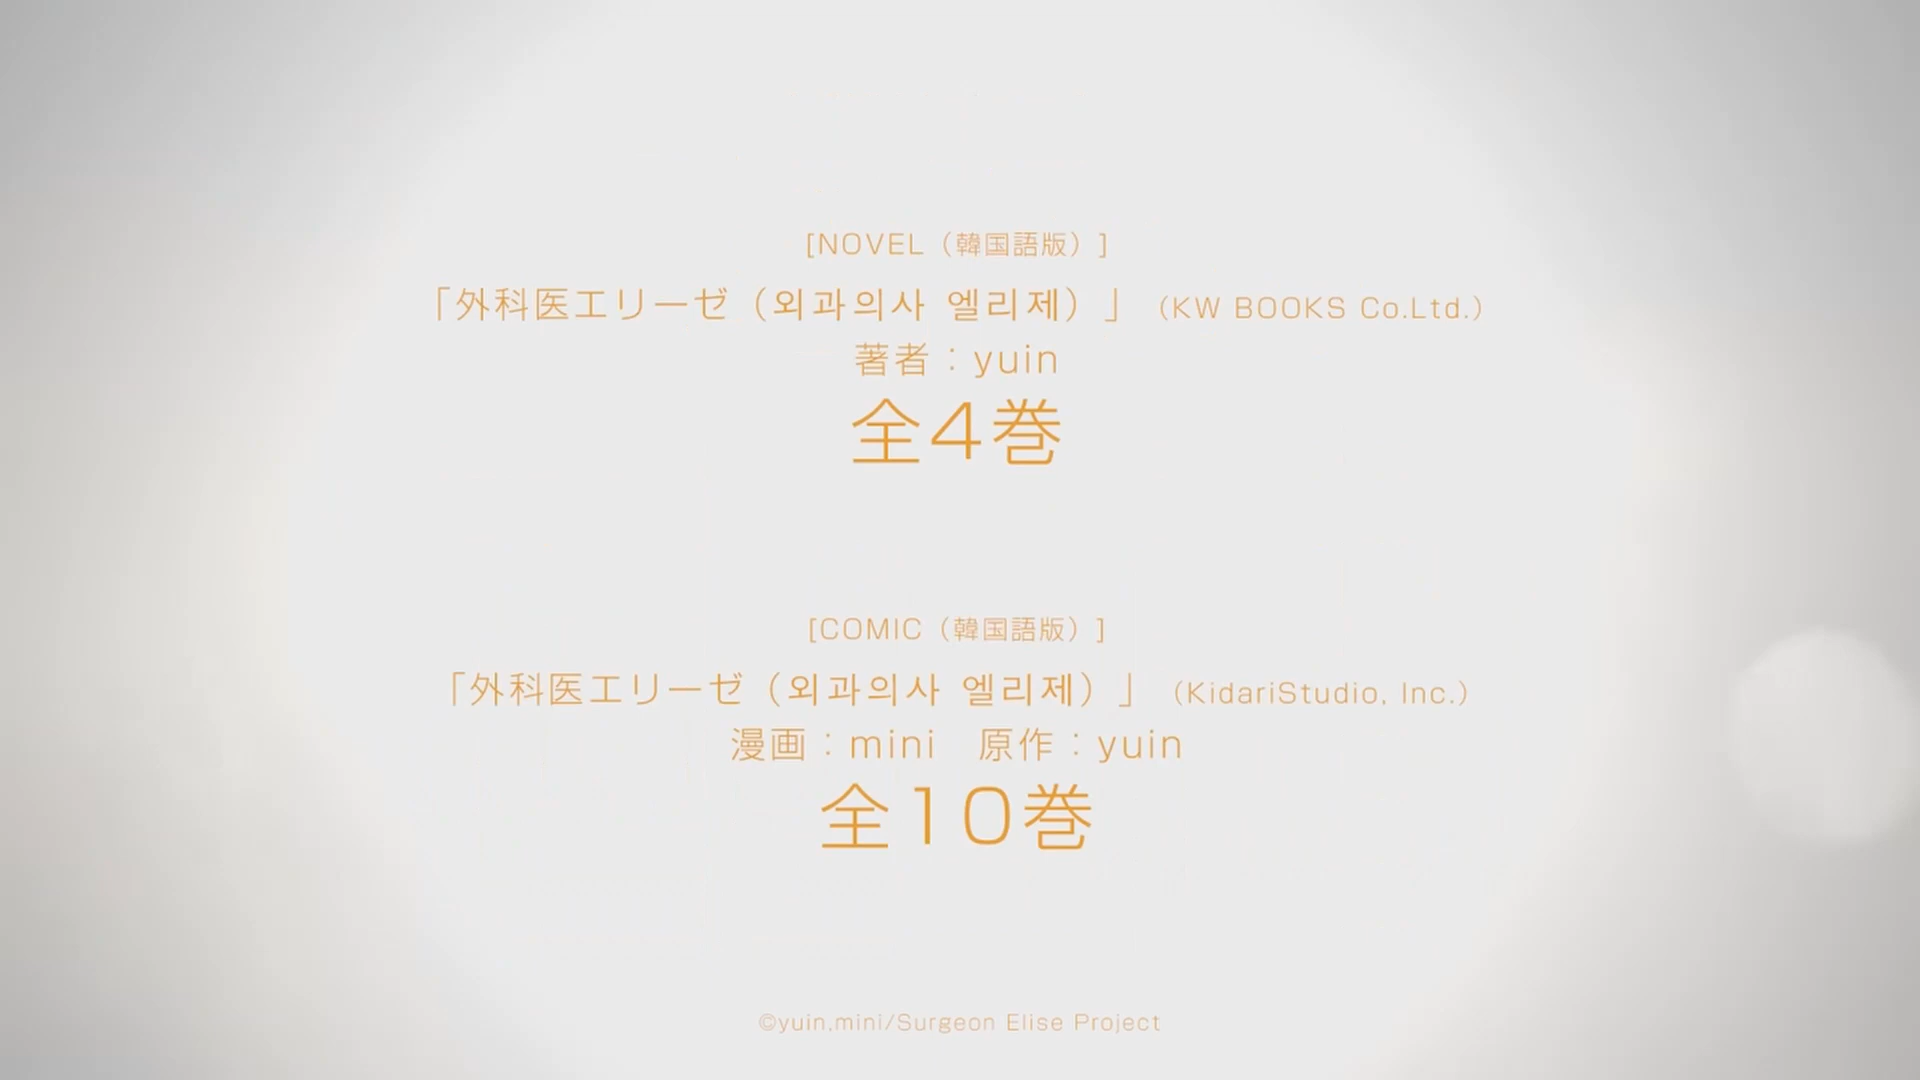 [NOVEL（韓国語版）]
「外科医エリーゼ（외과의사 엘리제）」（KW BOOKS Co.Ltd.）
著者：yuin
全4巻
[COMIC（韓国語版）]
「外科医エリーゼ（외과의사 엘리제）」（KidariStudio, Inc.）
漫画：mini　原作：yuin
全10巻
©yuin,mini/Surgeon Elise Project